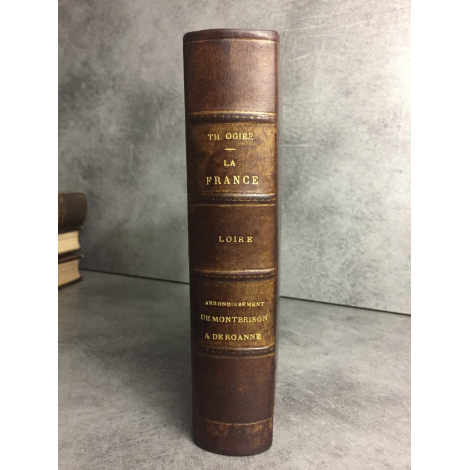 TH. OGIER
LA
FRANCE
LOIRE
ARRONDISSEMENT
DE MONTBRISON
& DE ROANNE